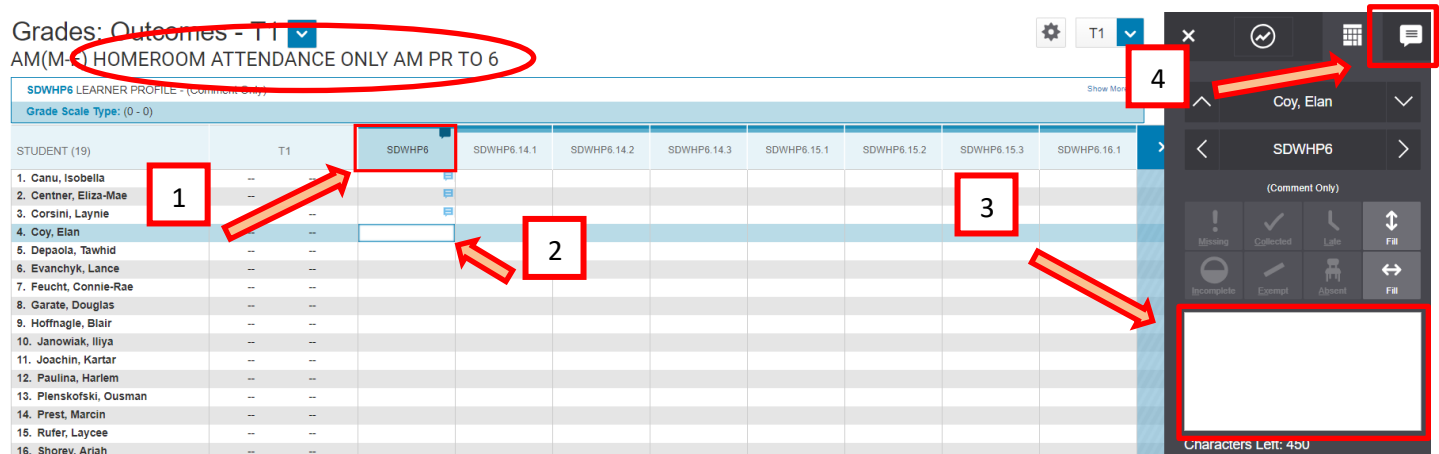 Grades: Outcomes - T1
T1
AM(M-F) HOMEROOM ATTENDANCE ONLY AM PR TO 6
SDWHP6 LEARNER PROFILE - (Comment Only)
Show More
Grade Scale Type: (0 - 0)
STUDENT (19) T1 SDWHP6 SDWHP6.14.1 SDWHP6.14.2 SDWHP6.14.3 SDWHP6.15.1 SDWHP6.15.2 SDWHP6.15.3 SDWHP6.16.1
1. Canu, Isobella -- --
2. Centner, Eliza-Mae -- --
3. Corsini, Laynie -- --
4. Coy, Elan -- --
5. Depaola, Tawhid -- --
6. Evanchyk, Lance -- --
7. Feucht, Connie-Rae -- --
8. Garate, Douglas -- --
9. Hoffnagle, Blair -- --
10. Janowiak, Iliya -- --
11. Joachin, Kartar -- --
12. Paulina, Harlem -- --
13. Plenskofski, Ousman -- --
14. Prest, Marcin -- --
15. Rufer, Laycee -- --
16. Shorey, Ariah -- --
1
2
3
4
Coy, Elan
SDWHP6
(Comment Only)
Missing Collected Late Fill
Incomplete Exempt Absent Fill
Characters Left: 450